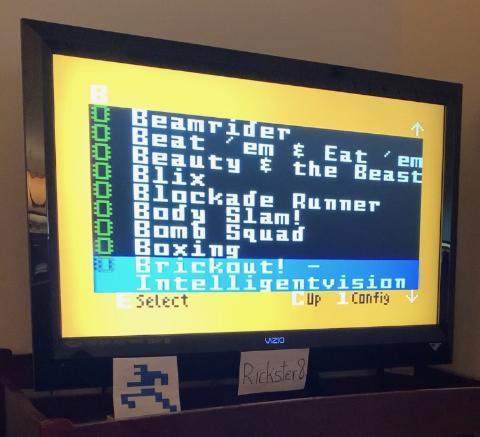 B
Beamrider
Beat 'em & Eat 'em
Beauty & the Beast
Blix
Blockade Runner
Body Slam!
Bomb Squad
Boxing
Brickout! -
Intelligentvision
E Select C Up 1 Config
VIZIO
Rickster8